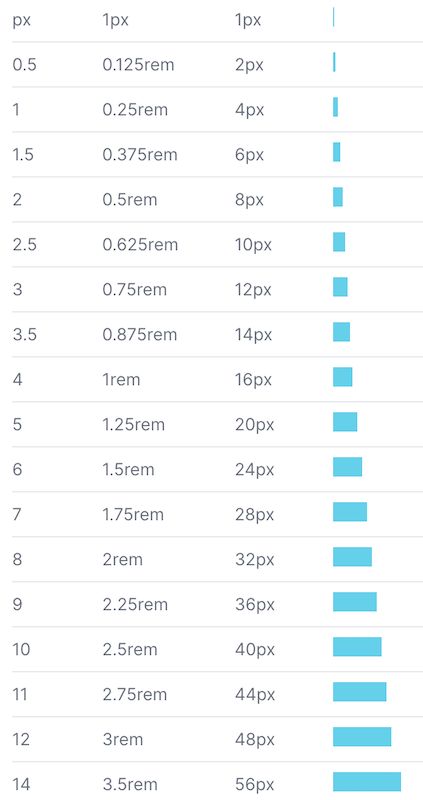 px 1px 1px
0.5 0.125rem 2px
1 0.25rem 4px
1.5 0.375rem 6px
2 0.5rem 8px
2.5 0.625rem 10px
3 0.75rem 12px
3.5 0.875rem 14px
4 1rem 16px
5 1.25rem 20px
6 1.5rem 24px
7 1.75rem 28px
8 2rem 32px
9 2.25rem 36px
10 2.5rem 40px
11 2.75rem 44px
12 3rem 48px
14 3.5rem 56px